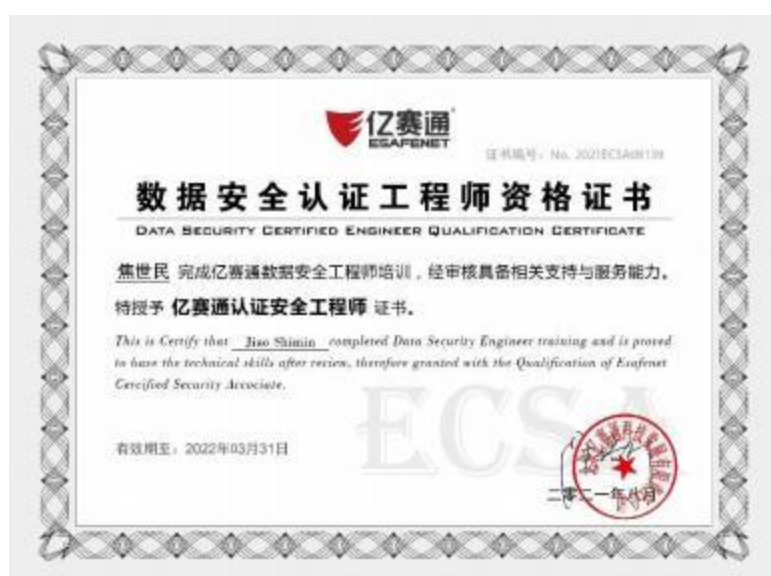 亿赛通
ESAFENET
证书编号：No. 2021ECSA08139
数据安全认证工程师资格证书
DATA SECURITY CERTIFIED ENGINEER QUALIFICATION CERTIFICATE
焦世民 完成亿赛通数据安全工程师培训，经审核具备相关支持与服务能力。
特授予 亿赛通认证安全工程师 证书。
This is Certify that Jiao Shimin completed Data Security Engineer training and is proved
to have the technical skills after review, therefore granted with the Qualification of Esafenet
Cercified Security Avvociate.
ECSA
有效期至：2022年03月31日
二零二一年八月